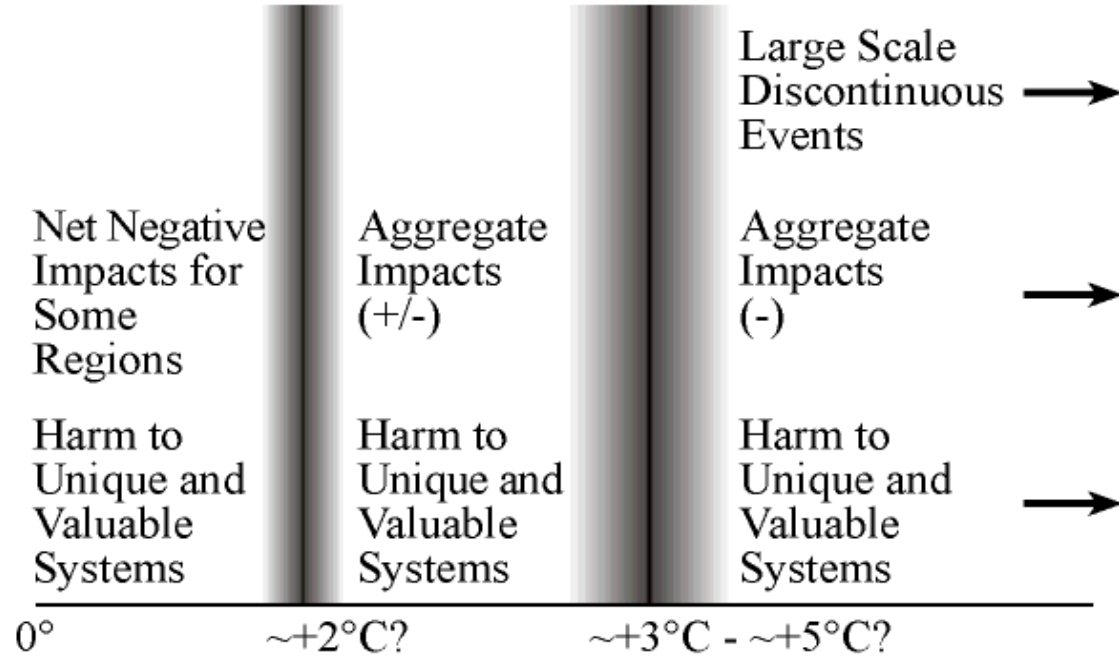 Large Scale
Discontinuous
Events
Net Negative
Impacts for
Some
Regions
Aggregate
Impacts
(+/-)
Aggregate
Impacts
(-)
Harm to
Unique and
Valuable
Systems
Harm to
Unique and
Valuable
Systems
Harm to
Unique and
Valuable
Systems
0°
~+2°C?
~+3°C - ~+5°C?